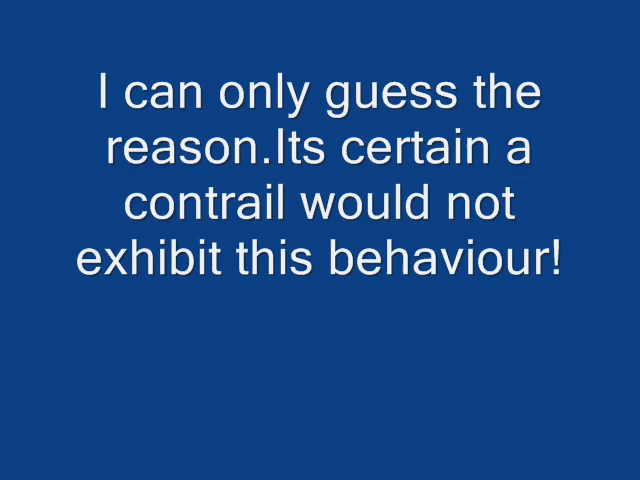 I can only guess the
reason.Its certain a
contrail would not
exhibit this behaviour!